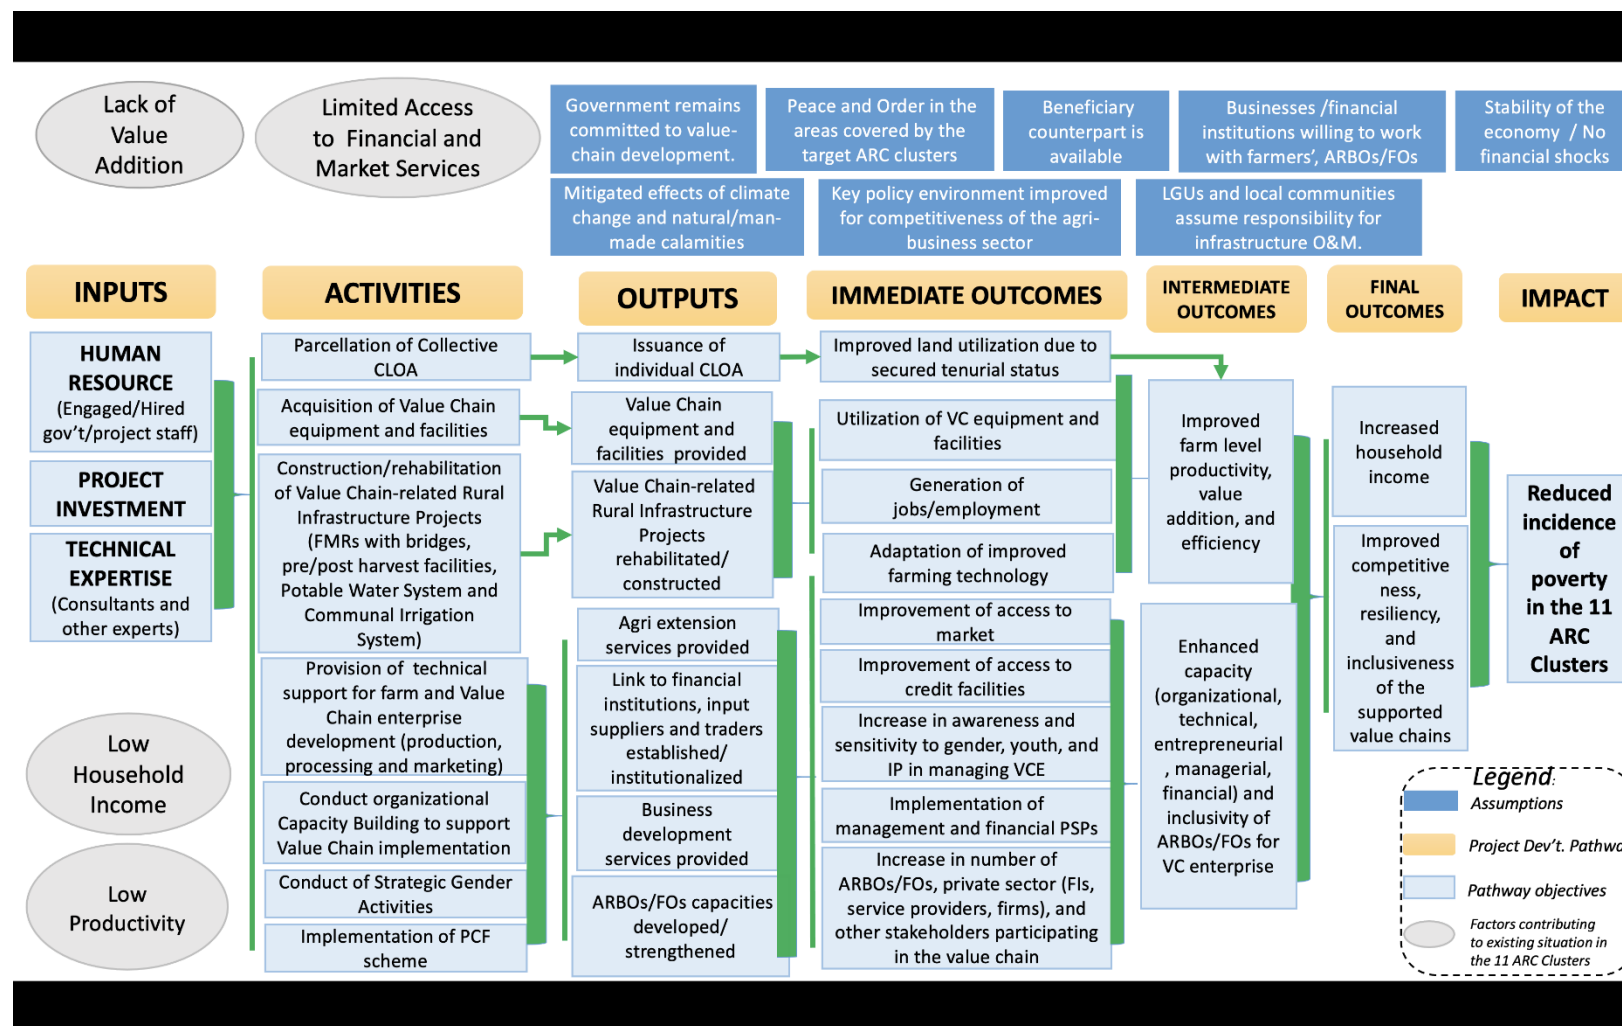 Lack of
Value
Addition
Limited Access
to Financial and
Market Services
Government remains
committed to value-
chain development.
Peace and Order in the
areas covered by the
target ARC clusters
Beneficiary
counterpart is
available
Businesses /financial
institutions willing to work
with farmers’, ARBOs/FOs
Stability of the
economy / No
financial shocks
Mitigated effects of climate
change and natural/man-
made calamities
Key policy environment improved
for competitiveness of the agri-
business sector
LGUs and local communities
assume responsibility for
infrastructure O&M.
INPUTS
ACTIVITIES
OUTPUTS
IMMEDIATE OUTCOMES
INTERMEDIATE
OUTCOMES
FINAL
OUTCOMES
IMPACT
HUMAN
RESOURCE
(Engaged/Hired
gov’t/project staff)
PROJECT
INVESTMENT
TECHNICAL
EXPERTISE
(Consultants and
other experts)
Parcellation of Collective
CLOA
Acquisition of Value Chain
equipment and facilities
Construction/rehabilitation
of Value Chain-related Rural
Infrastructure Projects
(FMRs with bridges,
pre/post harvest facilities,
Potable Water System and
Communal Irrigation
System)
Provision of technical
support for farm and Value
Chain enterprise
development (production,
processing and marketing)
Conduct organizational
Capacity Building to support
Value Chain implementation
Conduct of Strategic Gender
Activities
Implementation of PCF
scheme
Issuance of
individual CLOA
Value Chain
equipment and
facilities provided
Value Chain-related
Rural Infrastructure
Projects
rehabilitated/
constructed
Agri extension
services provided
Link to financial
institutions, input
suppliers and traders
established/
institutionalized
Business
development
services provided
ARBOs/FOs capacities
developed/
strengthened
Improved land utilization due to
secured tenurial status
Utilization of VC equipment and
facilities
Generation of
jobs/employment
Adaptation of improved
farming technology
Improvement of access to
market
Improvement of access to
credit facilities
Increase in awareness and
sensitivity to gender, youth, and
IP in managing VCE
Implementation of
management and financial PSPs
Increase in number of
ARBOs/FOs, private sector (FIs,
service providers, firms), and
other stakeholders participating
in the value chain
Improved
farm level
productivity,
value
addition, and
efficiency
Enhanced
capacity
(organizational,
technical,
entrepreneurial
, managerial,
financial) and
inclusivity of
ARBOs/FOs for
VC enterprise
Increased
household
income
Improved
competitive
ness,
resiliency,
and
inclusiveness
of the
supported
value chains
Reduced
incidence
of
poverty
in the 11
ARC
Clusters
Low
Household
Income
Low
Productivity
Legend:
Assumptions
Project Dev’t. Pathwa
Pathway objectives
Factors contributing
to existing situation in
the 11 ARC Clusters